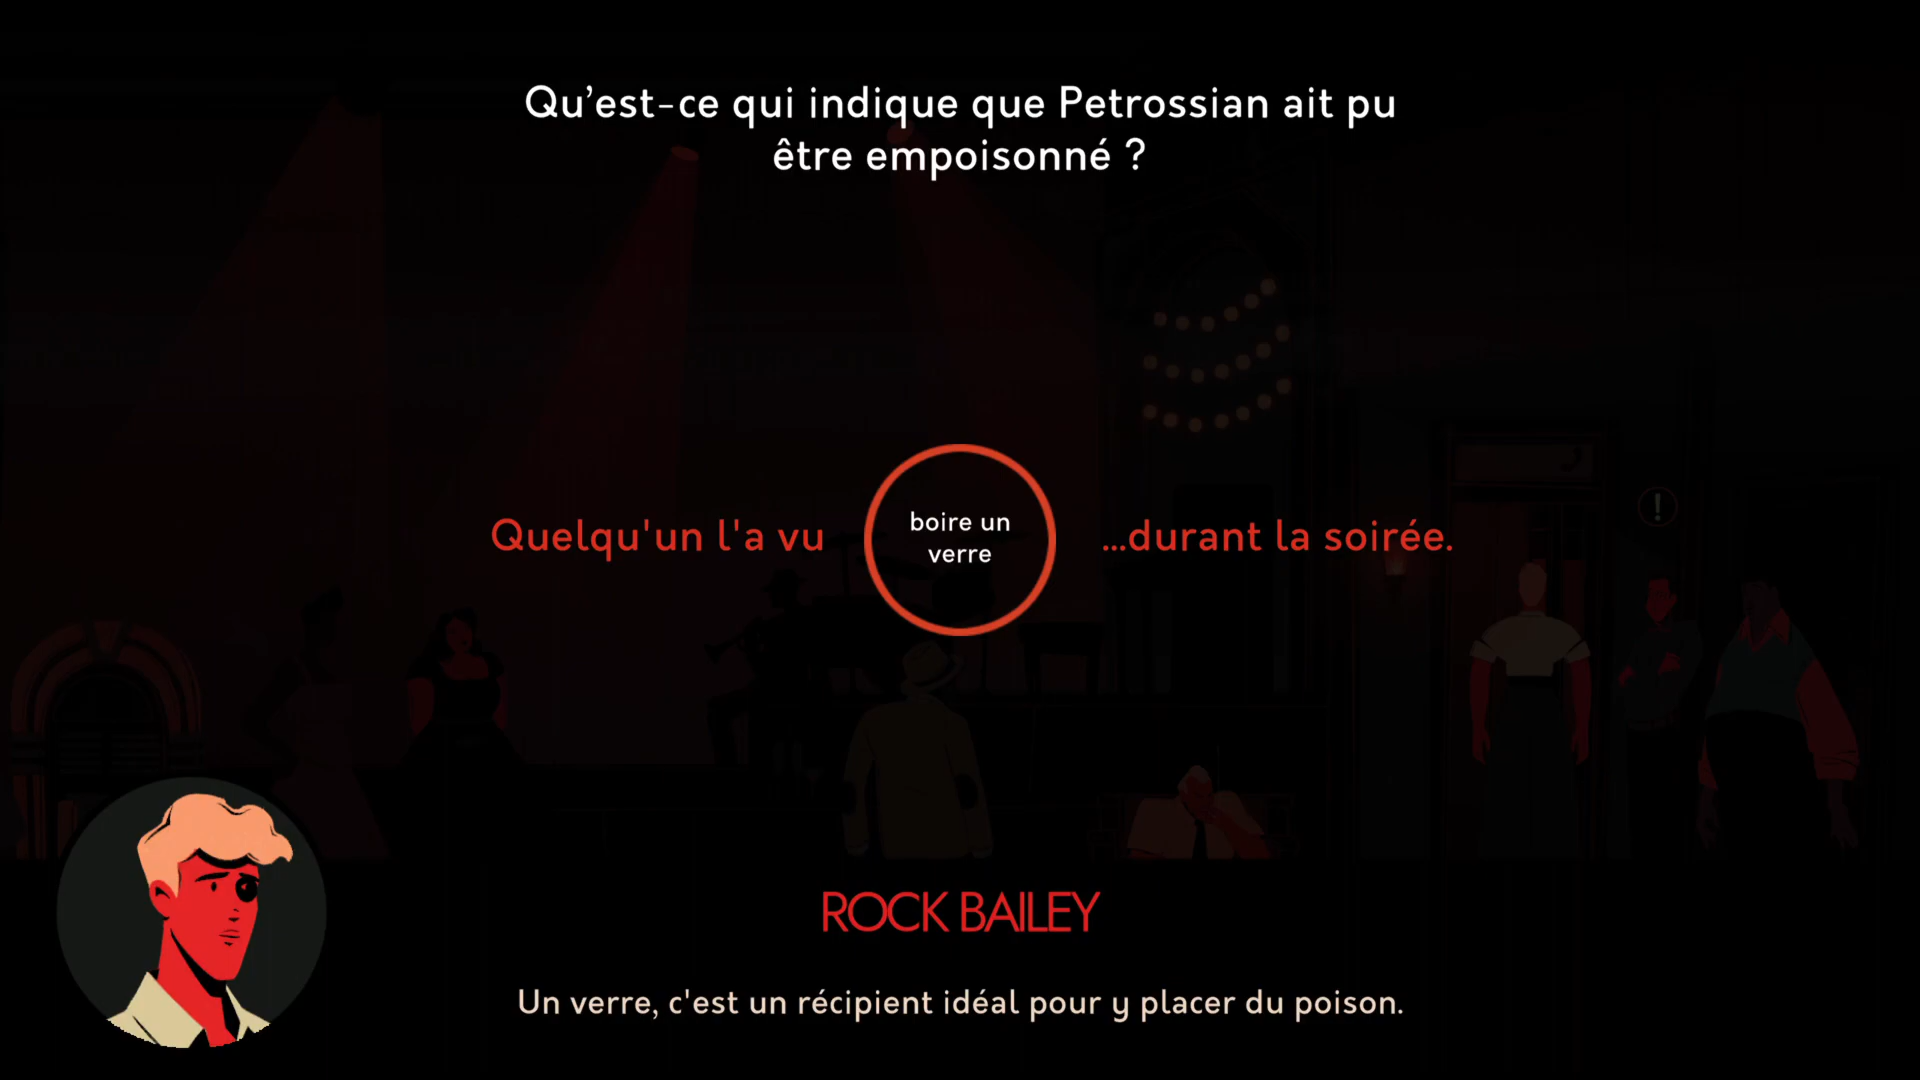 Qu'est-ce qui indique que Petrossian ait pu
être empoisonné ?
Quelqu'un l'a vu
boire un
verre
...durant la soirée.
!
ROCK BAILEY
Un verre, c'est un récipient idéal pour y placer du poison.